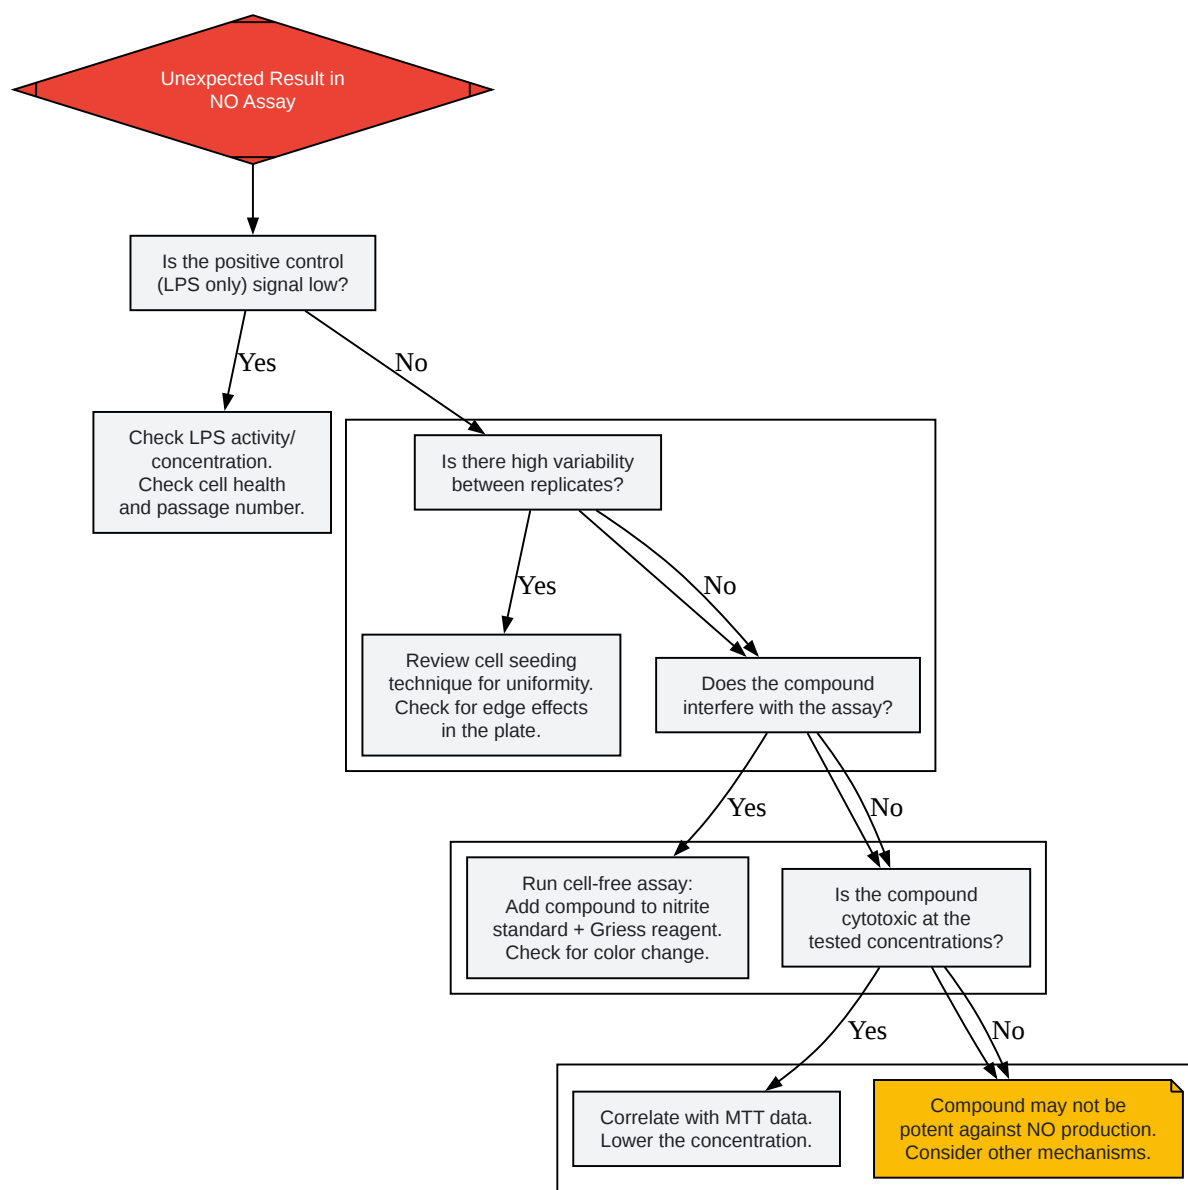 Unexpected Result in
NO Assay
Is the positive control
(LPS only) signal low?
Yes
No
Check LPS activity/
concentration.
Check cell health
and passage number.
Is there high variability
between replicates?
Yes
No
Review cell seeding
technique for uniformity.
Check for edge effects
in the plate.
Does the compound
interfere with the assay?
Yes
No
Run cell-free assay:
Add compound to nitrite
standard + Griess reagent.
Check for color change.
Is the compound
cytotoxic at the
tested concentrations?
Yes
No
Correlate with MTT data.
Lower the concentration.
Compound may not be
potent against NO production.
Consider other mechanisms.